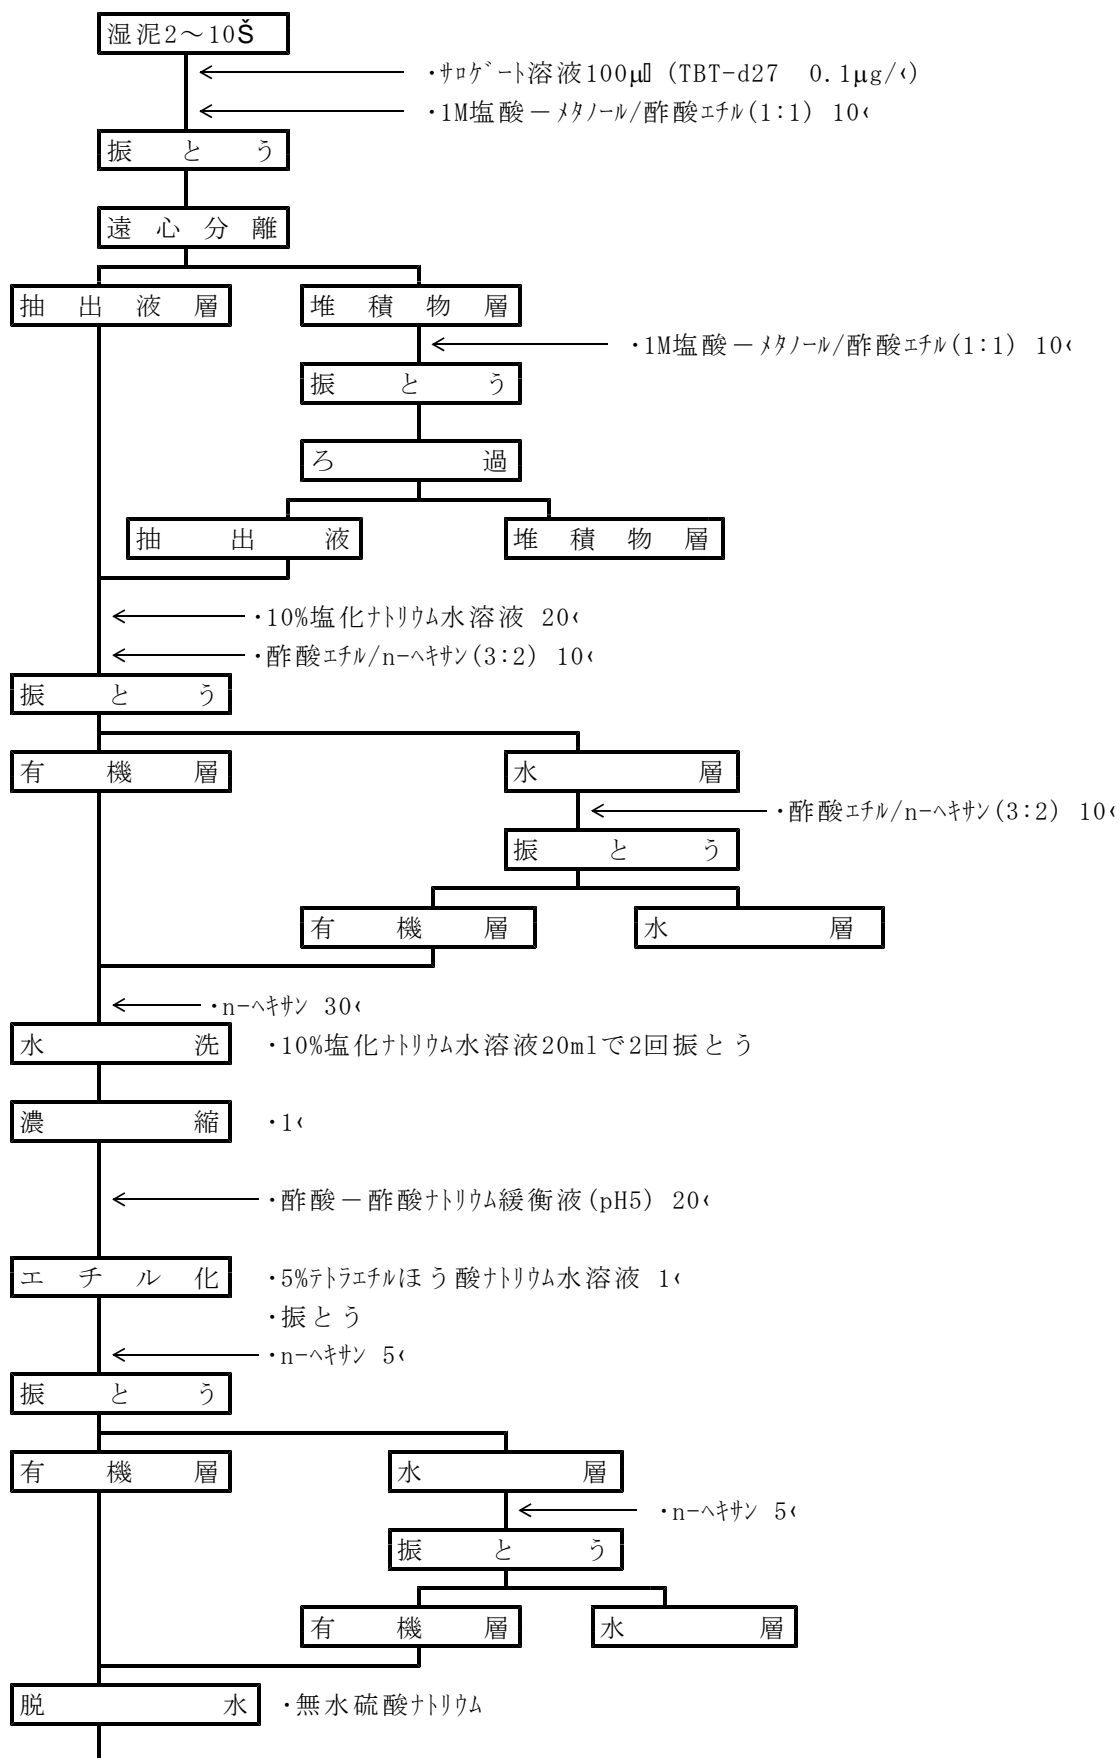 湿泥2～10Š
・ｻﾛｹﾞｰﾄ溶液100μ (TBT-d27 0.1μg/‹)
・1M塩酸－ﾒﾀﾉｰﾙ/酢酸ｴﾁﾙ(1:1) 10‹
振とう
遠心分離
抽出液層
堆積物層
・1M塩酸－ﾒﾀﾉｰﾙ/酢酸ｴﾁﾙ(1:1) 10‹
振とう
ろ過
抽出液
堆積物層
・10%塩化ﾅﾄﾘｳﾑ水溶液 20‹
・酢酸ｴﾁﾙ/n-ﾍｷｻﾝ(3:2) 10‹
振とう
有機層
水層
・酢酸ｴﾁﾙ/n-ﾍｷｻﾝ(3:2) 10‹
振とう
有機層
水層
・n-ﾍｷｻﾝ 30‹
水洗 ・10%塩化ﾅﾄﾘｳﾑ水溶液20mlで2回振とう
濃縮 ・1‹
・酢酸－酢酸ﾅﾄﾘｳﾑ緩衝液(pH5) 20‹
エチル化 ・5%ﾃﾄﾗｴﾁﾙほう酸ﾅﾄﾘｳﾑ水溶液 1‹
・振とう
・n-ﾍｷｻﾝ 5‹
振とう
有機層
水層
・n-ﾍｷｻﾝ 5‹
振とう
有機層
水層
脱水 ・無水硫酸ﾅﾄﾘｳﾑ